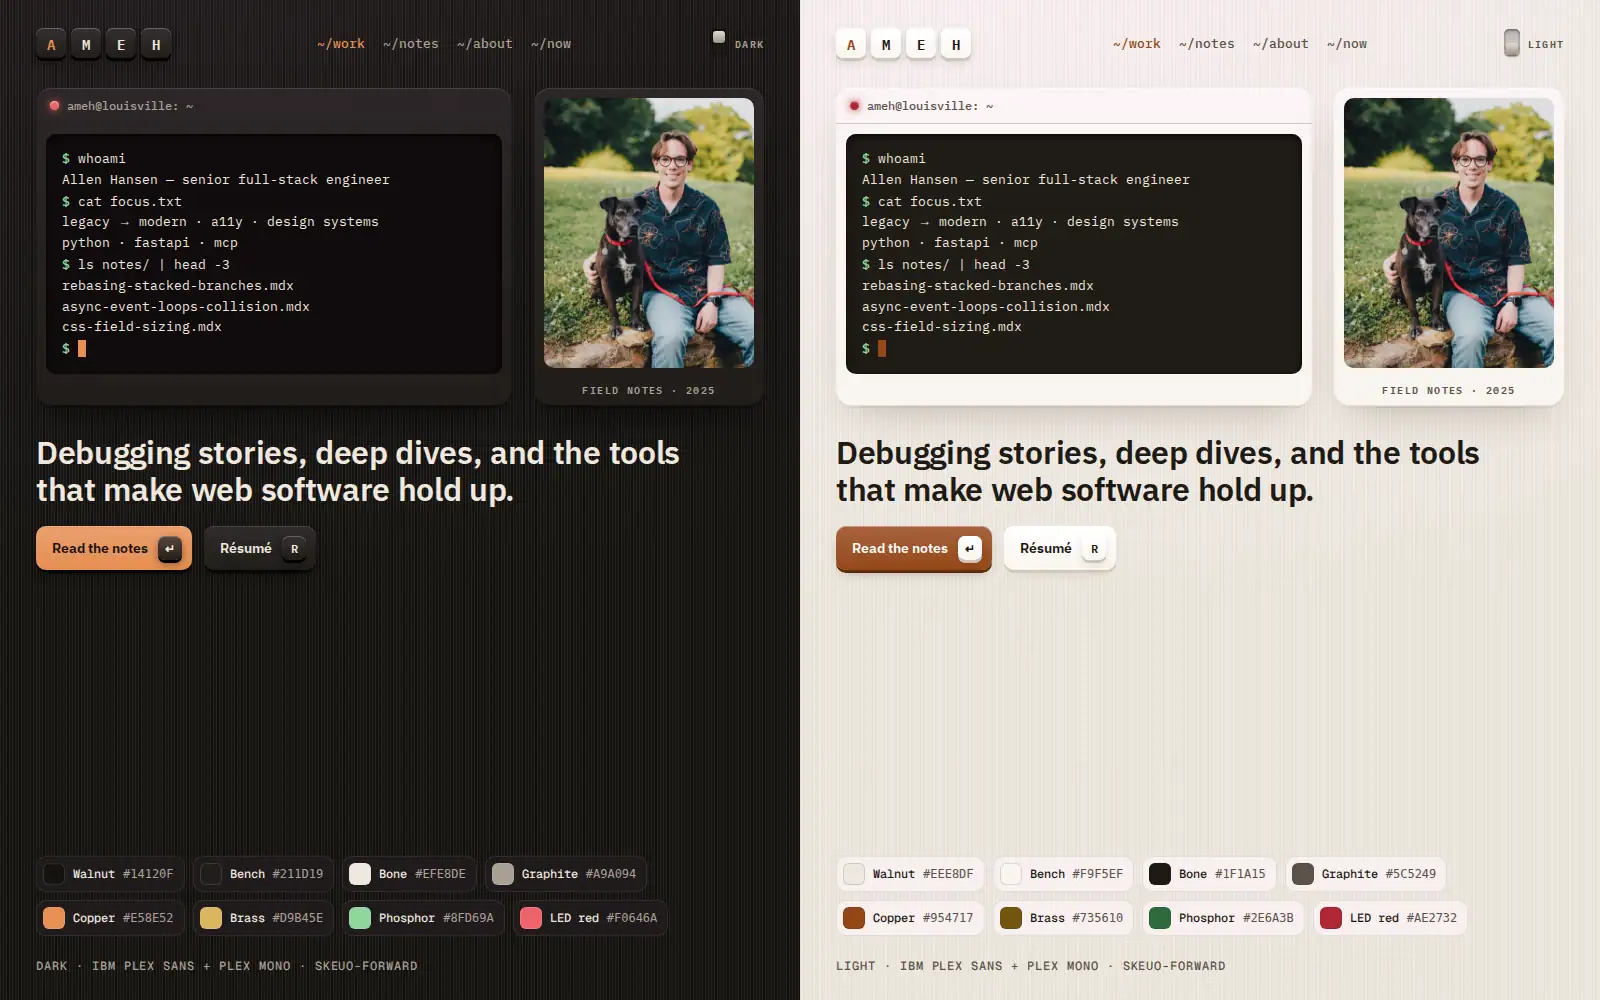 A M E H
~/work ~/notes ~/about ~/now
DARK
ameh@louisville: ~
$ whoami
Allen Hansen — senior full-stack engineer
$ cat focus.txt
legacy → modern · a11y · design systems
python · fastapi · mcp
$ ls notes/ | head -3
rebasing-stacked-branches.mdx
async-event-loops-collision.mdx
css-field-sizing.mdx
$
FIELD NOTES · 2025
Debugging stories, deep dives, and the tools
that make web software hold up.
Read the notes ↵
Résumé R
Walnut #14120F
Bench #211D19
Bone #EFE8DE
Graphite #A9A094
Copper #E58E52
Brass #D9B45E
Phosphor #8FD69A
LED red #F0646A
DARK · IBM PLEX SANS + PLEX MONO · SKEUO-FORWARD
A M E H
~/work ~/notes ~/about ~/now
LIGHT
ameh@louisville: ~
$ whoami
Allen Hansen — senior full-stack engineer
$ cat focus.txt
legacy → modern · a11y · design systems
python · fastapi · mcp
$ ls notes/ | head -3
rebasing-stacked-branches.mdx
async-event-loops-collision.mdx
css-field-sizing.mdx
$
FIELD NOTES · 2025
Debugging stories, deep dives, and the tools
that make web software hold up.
Read the notes ↵
Résumé R
Walnut #EEE8DF
Bench #F9F5EF
Bone #1F1A15
Graphite #5C5249
Copper #954717
Brass #735610
Phosphor #2E6A3B
LED red #AE2732
LIGHT · IBM PLEX SANS + PLEX MONO · SKEUO-FORWARD